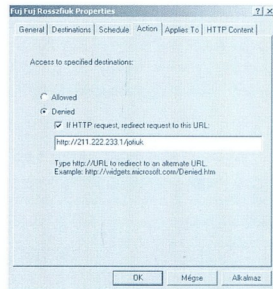 Fuj Fuj Rosszfiuk Properties ? X
General Destinations Schedule Action Applies To HTTP Content
Access to specified destinations:
Allowed
Denied
If HTTP request, redirect request to this URL:
http://211.222.233.1/jofiuk
Type http://URL to redirect to an alternate URL.
Example: http://widgets.microsoft.com/Denied.htm
OK Mégse Alkalmaz